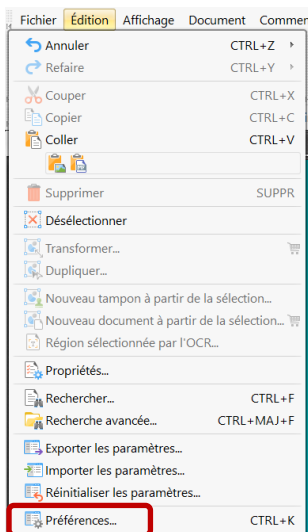 Fichier Édition Affichage Document Commen
Annuler CTRL+Z
Refaire CTRL+Y
Couper CTRL+X
Copier CTRL+C
Coller CTRL+V
Supprimer SUPPR
Désélectionner
Transformer...
Dupliquer...
Nouveau tampon à partir de la sélection...
Nouveau document à partir de la sélection...
Région sélectionnée par l'OCR...
Propriétés...
Rechercher... CTRL+F
Recherche avancée... CTRL+MAJ+F
Exporter les paramètres...
Importer les paramètres...
Réinitialiser les paramètres...
Préférences... CTRL+K